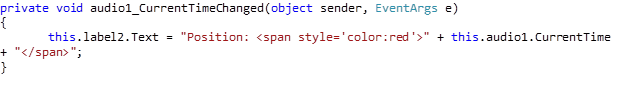 private void audio1_CurrentTimeChanged(object sender, EventArgs e)
{
this.label2.Text = "Position: <span style='color:red'>" + this.audio1.CurrentTime
+ "</span>";
}